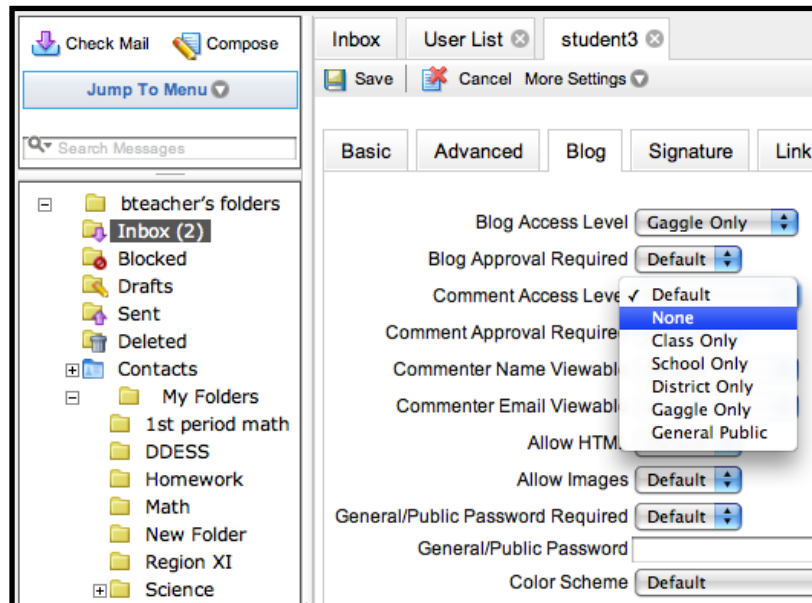 Check Mail Compose
Jump To Menu
Search Messages
bteacher's folders
Inbox (2)
Blocked
Drafts
Sent
Deleted
Contacts
My Folders
1st period math
DDESS
Homework
Math
New Folder
Region XI
Science
Inbox User List student3
Save Cancel More Settings
Basic Advanced Blog Signature Link
Blog Access Level Gaggle Only
Blog Approval Required Default
Comment Access Leve
Comment Approval Require
Commenter Name Viewabl
Commenter Email Viewabl
Allow HTM
✓ Default
None
Class Only
School Only
District Only
Gaggle Only
General Public
Allow Images Default
General/Public Password Required Default
General/Public Password
Color Scheme Default